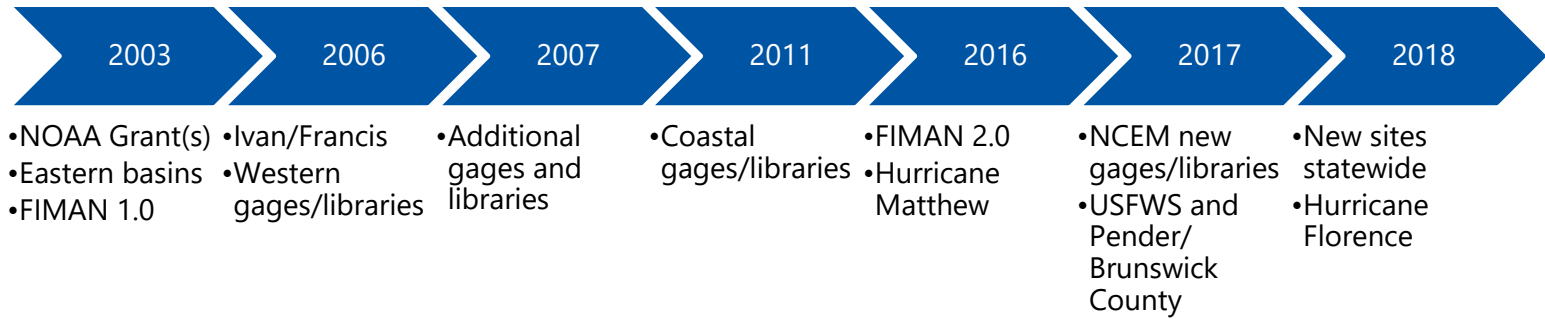 2003
2006
2007
2011
2016
2017
2018
•NOAA Grant(s)
•Eastern basins
•FIMAN 1.0
•Ivan/Francis
•Western
gages/libraries
•Additional
gages and
libraries
•Coastal
gages/libraries
•FIMAN 2.0
•Hurricane
Matthew
•NCEM new
gages/libraries
•USFWS and
Pender/
Brunswick
County
•New sites
statewide
•Hurricane
Florence